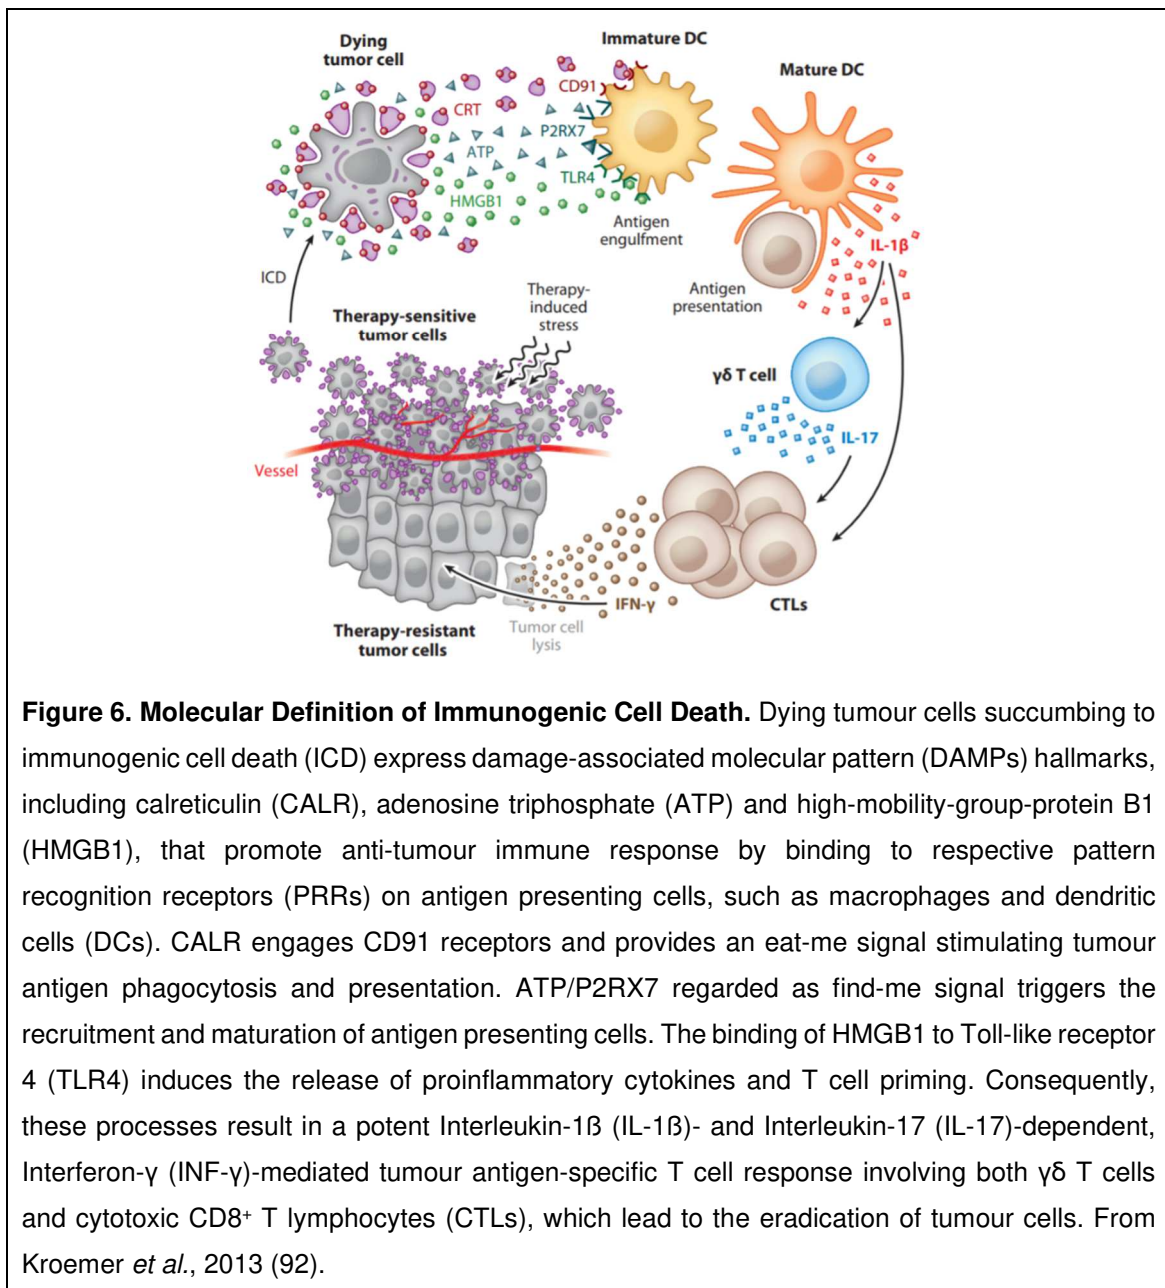 Dying
tumor cell
Immature DC
Mature DC
CD91
CRT
P2RX7
ATP
TLR4
HMGB1
Antigen
engulfment
IL-1β
ICD
Therapy-
induced
stress
Antigen
presentation
Therapy-sensitive
tumor cells
γδ T cell
IL-17
Vessel
IFN-γ
CTLs
Therapy-resistant
tumor cells
Tumor cell
lysis
Figure 6. Molecular Definition of Immunogenic Cell Death. Dying tumour cells succumbing to
immunogenic cell death (ICD) express damage-associated molecular pattern (DAMPs) hallmarks,
including calreticulin (CALR), adenosine triphosphate (ATP) and high-mobility-group-protein B1
(HMGB1), that promote anti-tumour immune response by binding to respective pattern
recognition receptors (PRRs) on antigen presenting cells, such as macrophages and dendritic
cells (DCs). CALR engages CD91 receptors and provides an eat-me signal stimulating tumour
antigen phagocytosis and presentation. ATP/P2RX7 regarded as find-me signal triggers the
recruitment and maturation of antigen presenting cells. The binding of HMGB1 to Toll-like receptor
4 (TLR4) induces the release of proinflammatory cytokines and T cell priming. Consequently,
these processes result in a potent Interleukin-1ß (IL-1ß)- and Interleukin-17 (IL-17)-dependent,
Interferon-γ (INF-γ)-mediated tumour antigen-specific T cell response involving both γδ T cells
and cytotoxic CD8⁺ T lymphocytes (CTLs), which lead to the eradication of tumour cells. From
Kroemer et al., 2013 (92).